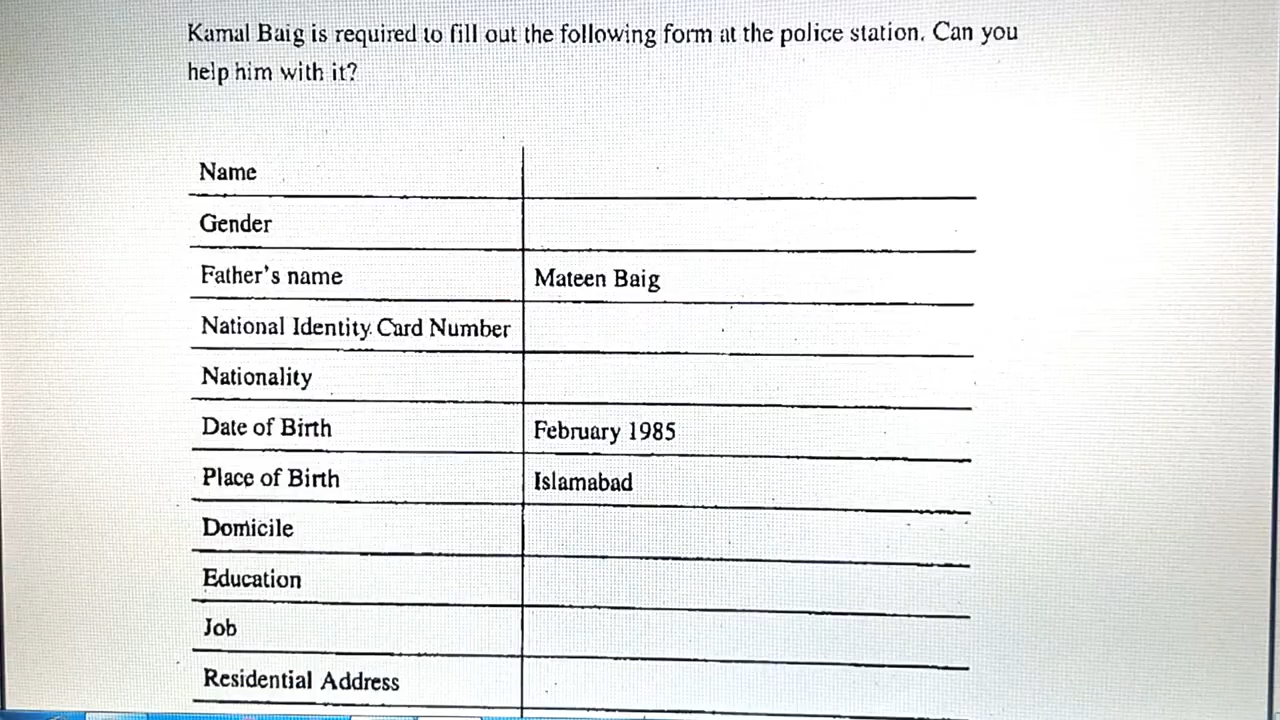 Kamal Baig is required to fill out the following form at the police station. Can you
help him with it?
Name
Gender
Father's name Mateen Baig
National Identity Card Number
Nationality
Date of Birth February 1985
Place of Birth Islamabad
Domicile
Education
Job
Residential Address